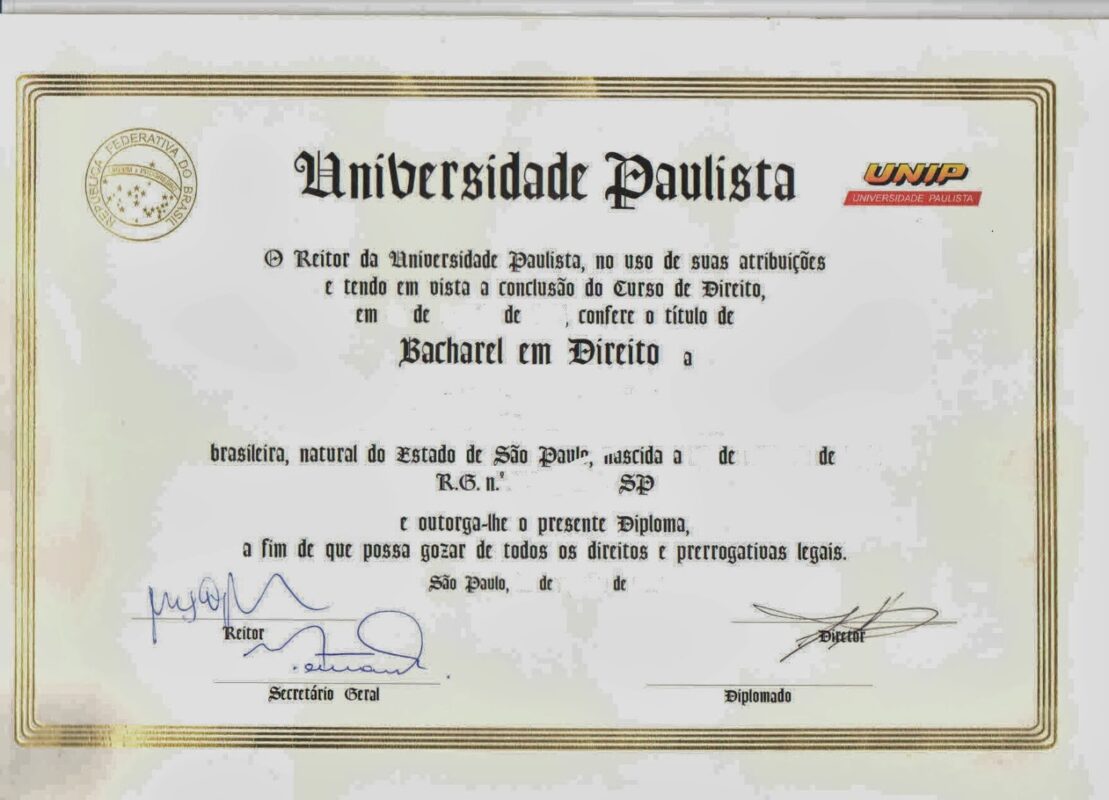 REPÚBLICA FEDERATIVA DO BRASIL
Universidade Paulista
UNIP
UNIVERSIDADE PAULISTA
O Reitor da Universidade Paulista, no uso de suas atribuições
e tendo em vista a conclusão do Curso de Direito,
em de de , confere o título de
Bacharel em Direito a
brasileira, natural do Estado de São Paulo, nascida a de de
R.G. n.º SP
e outorga-lhe o presente Diploma,
a fim de que possa gozar de todos os direitos e prerrogativas legais.
São Paulo, de de
Reitor
Diretor
Secretário Geral
Diplomado